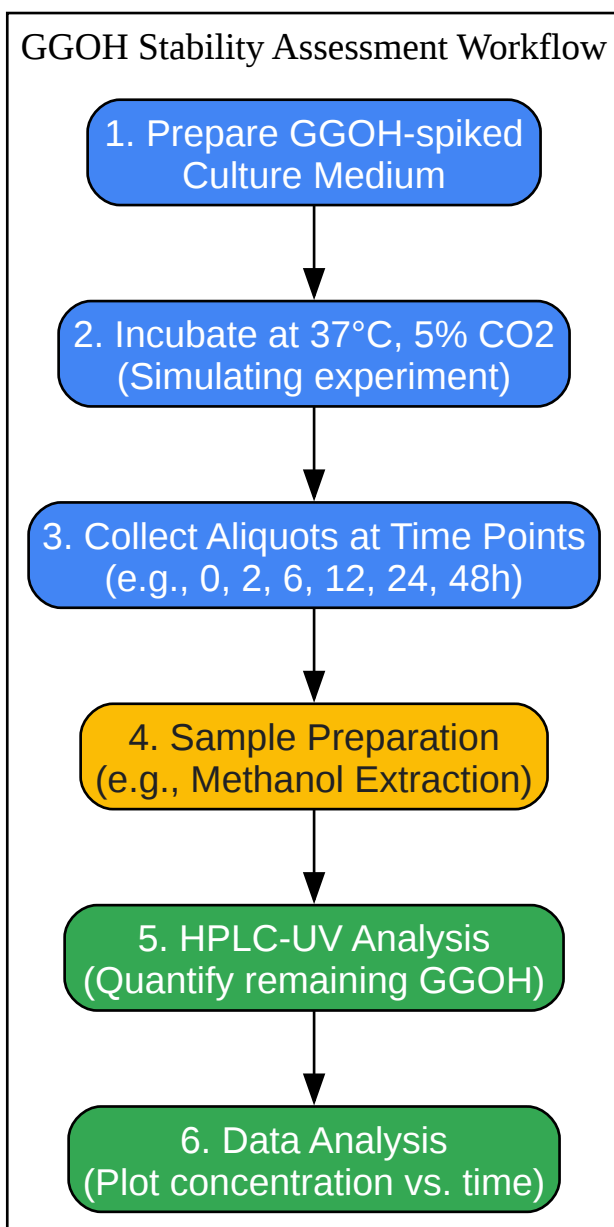 GGOH Stability Assessment Workflow
1. Prepare GGOH-spiked
Culture Medium
2. Incubate at 37°C, 5% CO2
(Simulating experiment)
3. Collect Aliquots at Time Points
(e.g., 0, 2, 6, 12, 24, 48h)
4. Sample Preparation
(e.g., Methanol Extraction)
5. HPLC-UV Analysis
(Quantify remaining GGOH)
6. Data Analysis
(Plot concentration vs. time)